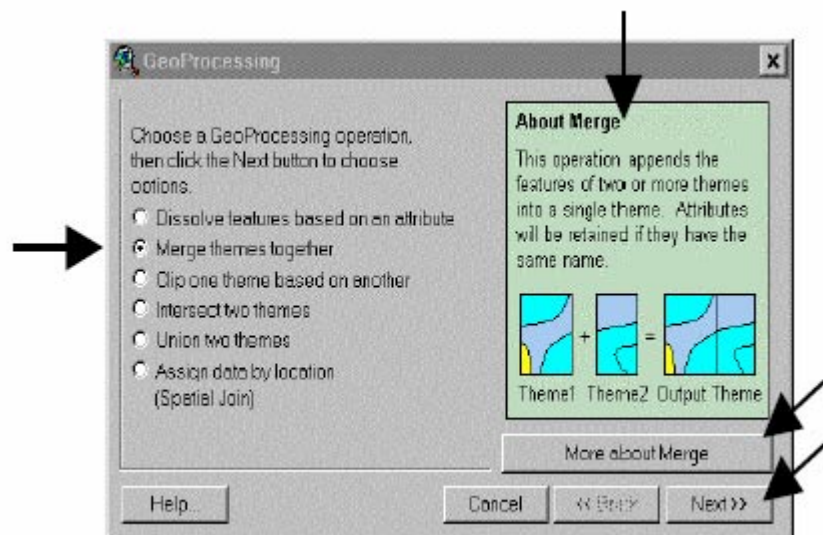 GeoProcessing
Choose a GeoProcessing operation,
then click the Next button to choose
options.
Dissolve features based on an attribute
Merge themes together
Clip one theme based on another
Intersect two themes
Union two themes
Assign data by location
(Spatial Join)
About Merge
This operation appends the
features of two or more themes
into a single theme. Attributes
will be retained if they have the
same name.
+ =
Theme1 Theme2 Output Theme
More about Merge
Help...
Cancel
<< Back
Next >>